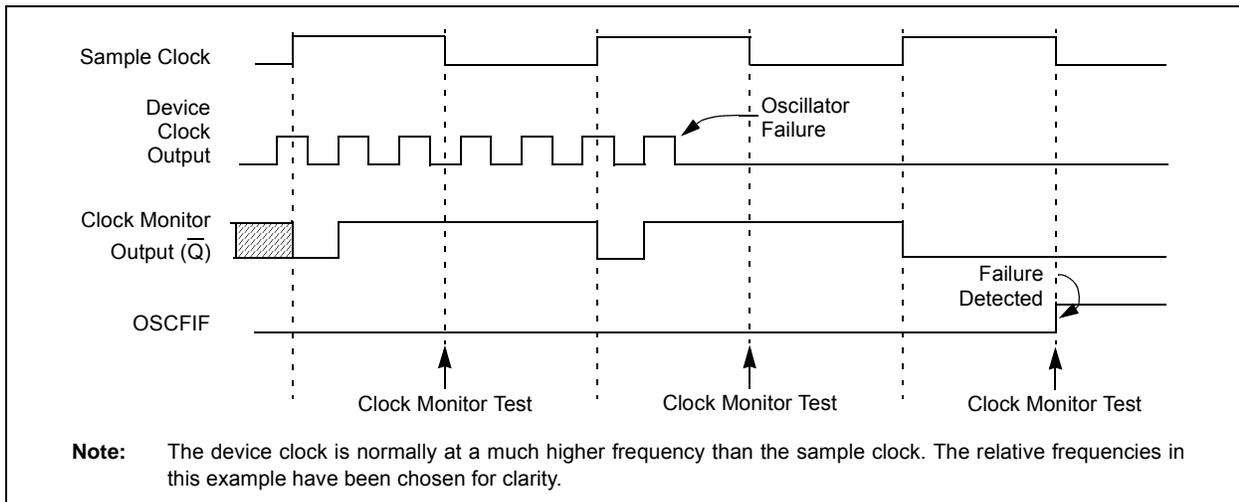 Sample Clock
Device
Clock
Output
Oscillator
Failure
Clock Monitor
Output (Q̅)
Failure
Detected
OSCFIF
Clock Monitor Test
Clock Monitor Test
Clock Monitor Test
Note: The device clock is normally at a much higher frequency than the sample clock. The relative frequencies in
this example have been chosen for clarity.